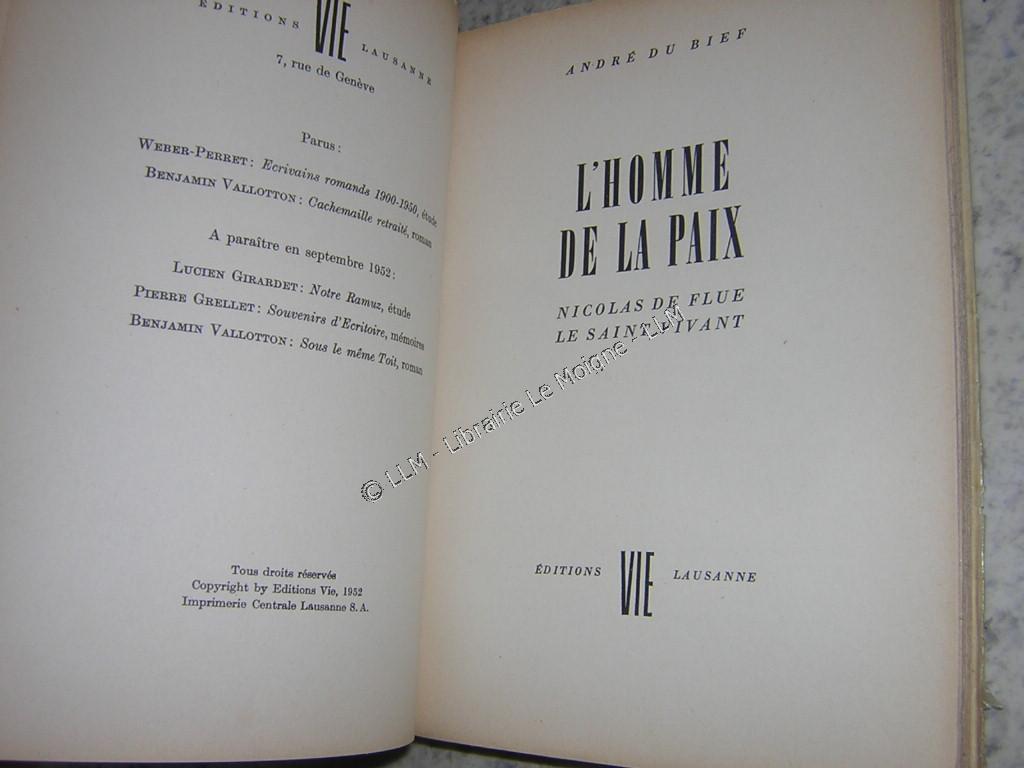 ÉDITIONS VIE LAUSANNE
7, rue de Genève
Parus :
WEBER-PERRET : Ecrivains romands 1900-1950, étude
BENJAMIN VALLOTTON : Cachemaille retraité, roman
A paraître en septembre 1952 :
LUCIEN GIRARDET : Notre Ramuz, étude
PIERRE GRELLET : Souvenirs d'Ecritoire, mémoires
BENJAMIN VALLOTTON : Sous le même Toit, roman
Tous droits réservés
Copyright by Editions Vie, 1952
Imprimerie Centrale Lausanne S. A.
ANDRÉ DU BIEF
L'HOMME
DE LA PAIX
NICOLAS DE FLUE
LE SAINT VIVANT
ÉDITIONS VIE LAUSANNE
© LLM - Librairie Le Moigne - LLM